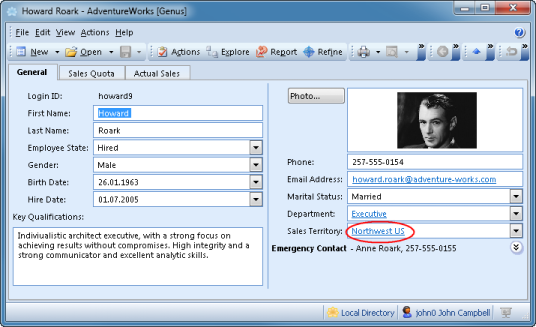 Howard Roark - AdventureWorks [Genus]
File Edit View Actions Help
New Open Actions Explore Report Refine
General Sales Quota Actual Sales
Login ID: howard9
First Name: Howard
Last Name: Roark
Employee State: Hired
Gender: Male
Birth Date: 26.01.1963
Hire Date: 01.07.2005
Key Qualifications:
Indiviualistic architect executive, with a strong focus on
achieving results without compromises. High integrity and a
strong communicator and excellent analytic skills.
Photo...
Phone: 257-555-0154
Email Address: howard.roark@adventure-works.com
Marital Status: Married
Department: Executive
Sales Territory: Northwest US
Emergency Contact - Anne Roark, 257-555-0155
Local Directory john0 John Campbell